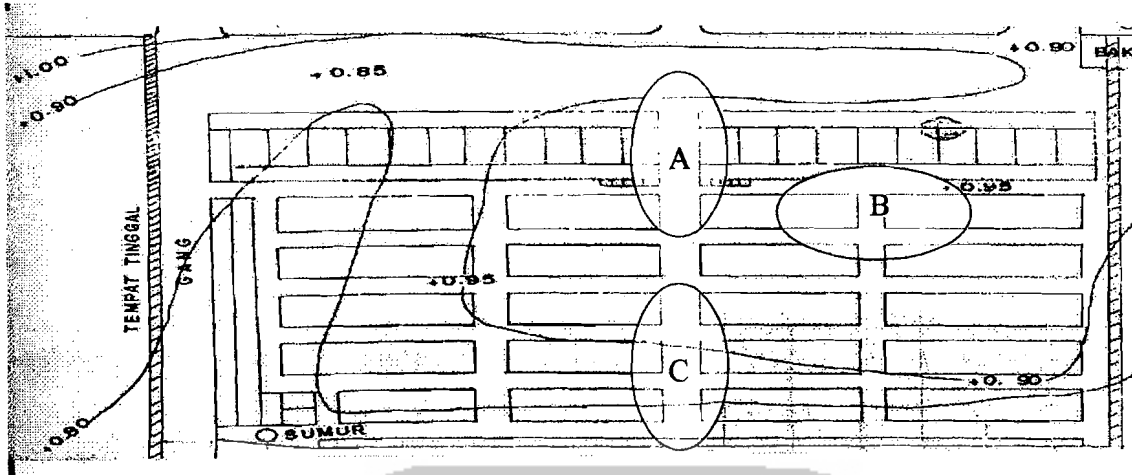 +1.00
+0.90
+0.85
+0.90
BAK
A
+0.95
B
TEMPAT TINGGAL
GANG
+0.95
C
+0.90
+0.80
SUMUR